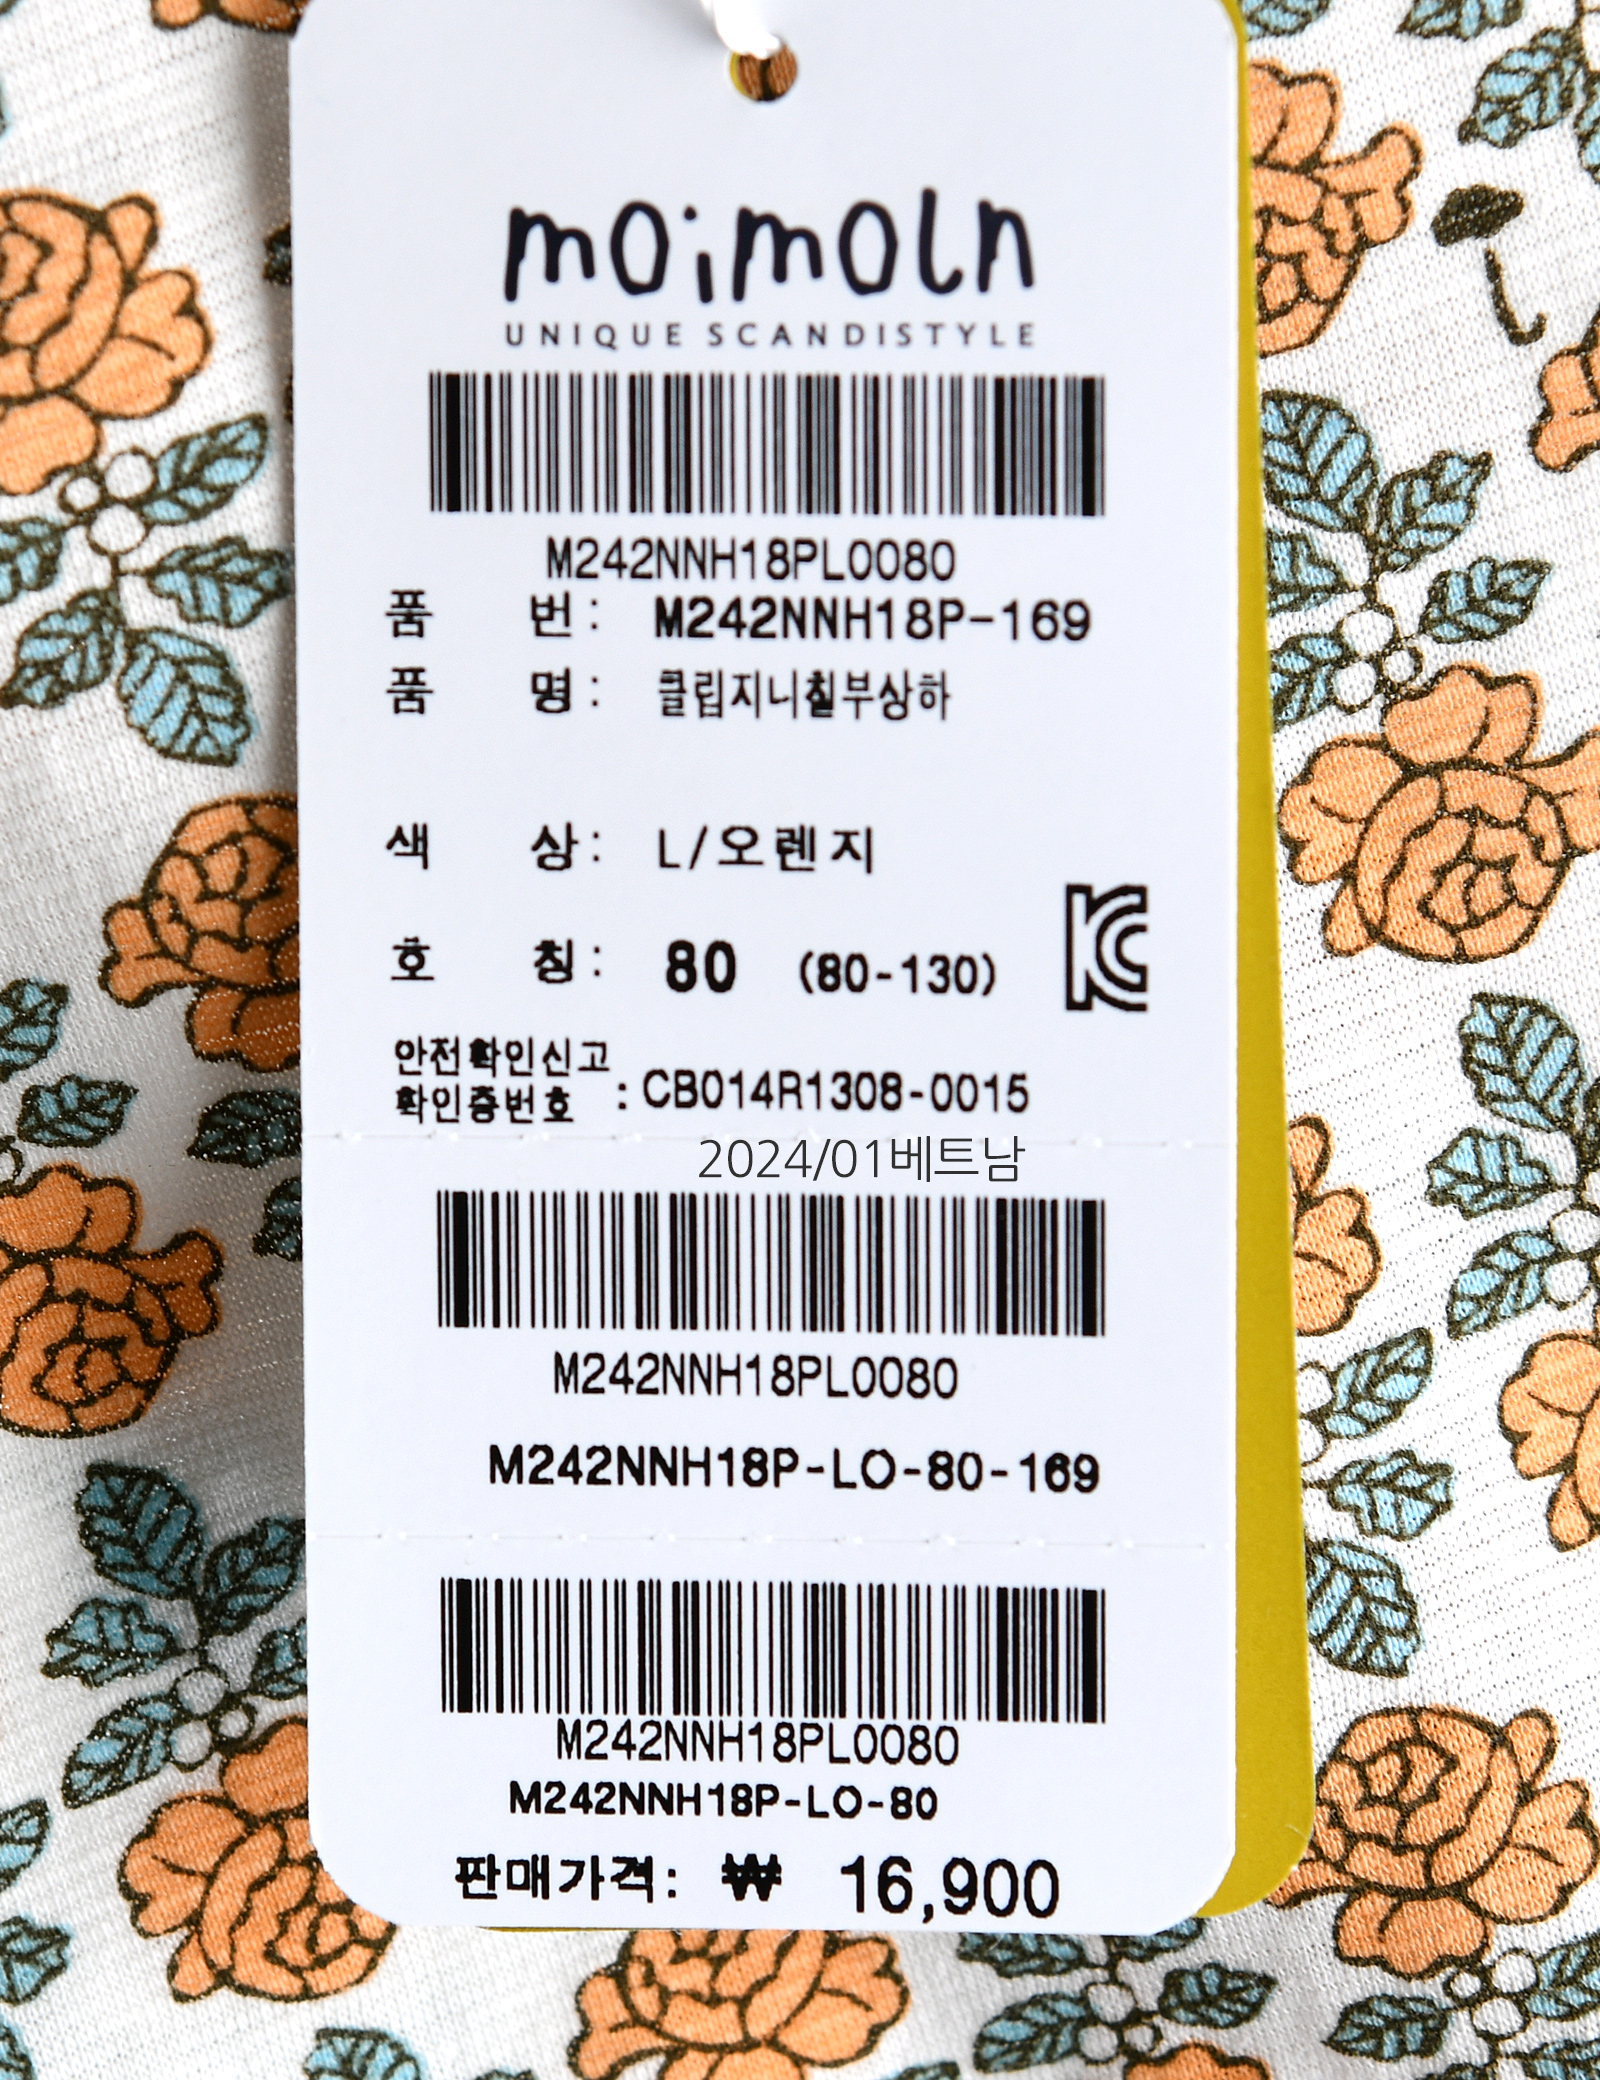 moimoln
UNIQUE SCANDISTYLE
M242NNH18PL0080
품 번: M242NNH18P-169
품 명: 클립지니칠부상하
색 상: L/오렌지
호 칭: 80 (80-130)
KC
안전확인신고
확인증번호 : CB014R1308-0015
2024/01베트남
M242NNH18PL0080
M242NNH18P-LO-80-169
M242NNH18PL0080
M242NNH18P-LO-80
판매가격: ₩ 16,900